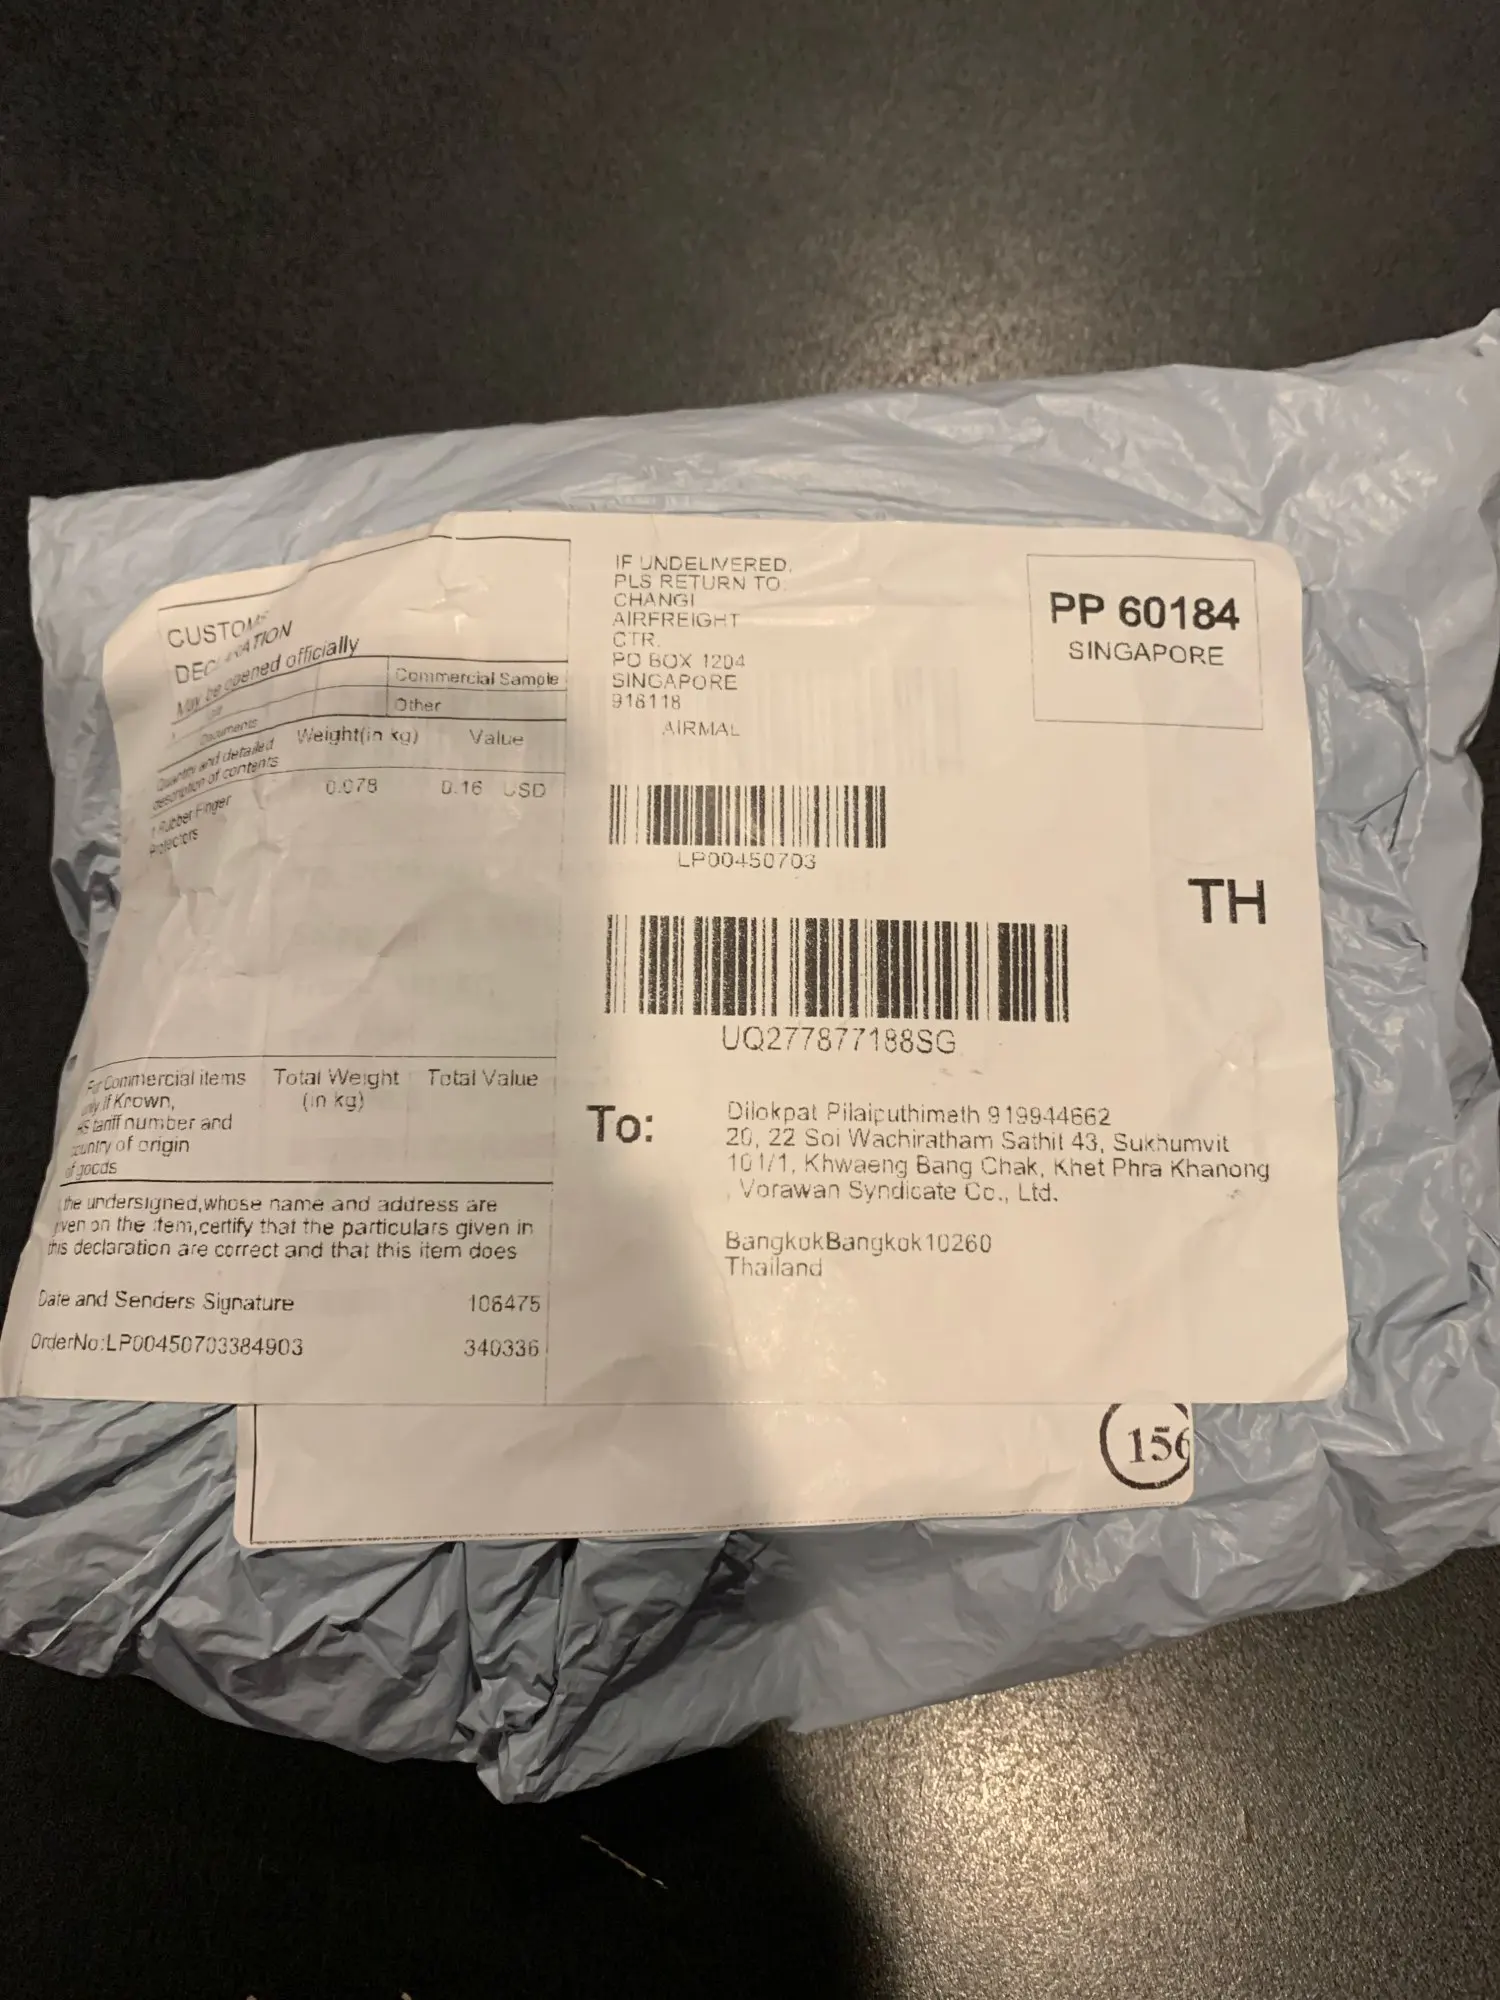 CUSTOMS
DECLARATION
May be opened officially
Commercial Sample
Other
Documents
Quantity and detailed
description of contents
Weight(in kg)
Value
1 Rubber Finger
Protectors
0.078
0.16 USD
For Commercial items
only, If Known,
HS tariff number and
country of origin
of goods
Total Weight
(in kg)
Total Value
the undersigned,whose name and address are
given on the item,certify that the particulars given in
this declaration are correct and that this item does
Date and Senders Signature
106475
OrderNo:LP00450703384903
340336
IF UNDELIVERED,
PLS RETURN TO:
CHANGI
AIRFREIGHT
CTR.
PO BOX 1204
SINGAPORE
918118
AIRMAL
PP 60184
SINGAPORE
LP00450703
TH
UQ277877188SG
To:
Dilokpat Pilaiputhimeth 919944662
20, 22 Soi Wachiratham Sathit 43, Sukhumvit
101/1, Khwaeng Bang Chak, Khet Phra Khanong
, Vorawan Syndicate Co., Ltd.
BangkokBangkok10260
Thailand
156